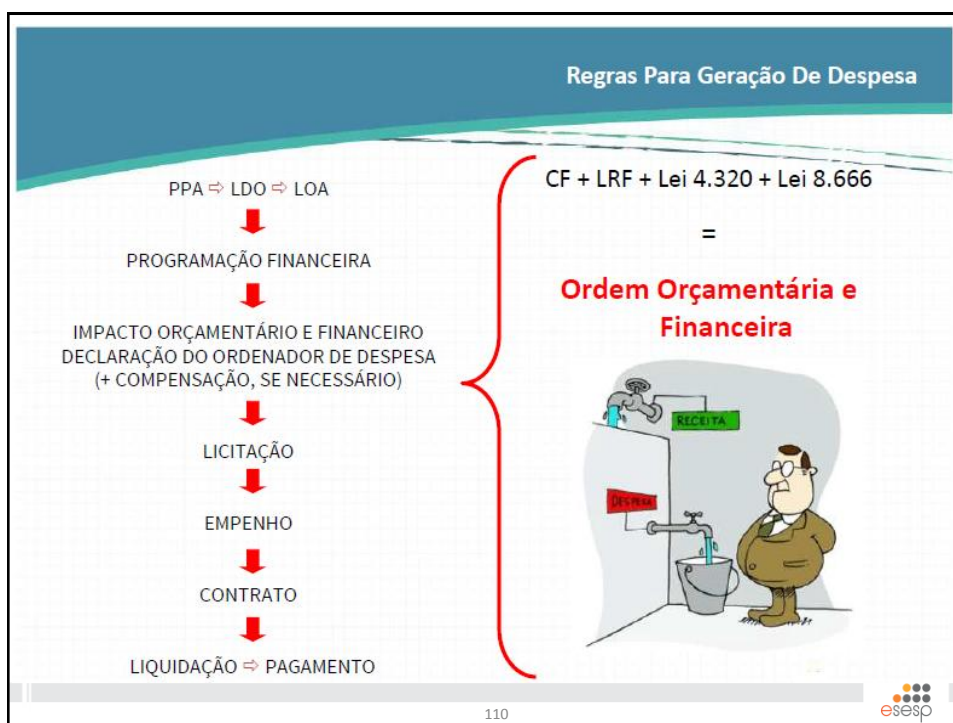 Regras Para Geração De Despesa
PPA ⇨ LDO ⇨ LOA
PROGRAMAÇÃO FINANCEIRA
IMPACTO ORÇAMENTÁRIO E FINANCEIRO
DECLARAÇÃO DO ORDENADOR DE DESPESA
(+ COMPENSAÇÃO, SE NECESSÁRIO)
LICITAÇÃO
EMPENHO
CONTRATO
LIQUIDAÇÃO ⇨ PAGAMENTO
CF + LRF + Lei 4.320 + Lei 8.666
=
Ordem Orçamentária e
Financeira
RECEITA
DESPESA
110
esesp